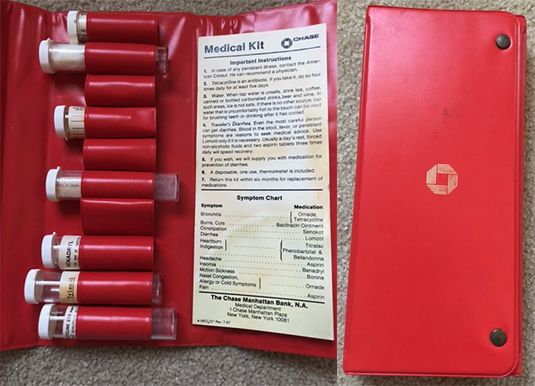 Medical Kit CHASE
Important Instructions
1. In case of any persistent illness, contact the Amer-
ican Consul. He can recommend a physician.
2. Tetracycline is an antibiotic. If you take it, do so four
times daily for at least five days
3. Water. When tap water is unsafe, drink tea, coffee,
canned or bottled carbonated drinks, beer and wine. In
such areas, ice is not safe. If there is no other source, tap
water that is uncomfortably hot to the touch can be used
for brushing teeth or drinking after it has cooled.
4. Traveler's Diarrhea. Even the most careful person
can get diarrhea. Blood in the stool, fever, or persistent
symptoms are reasons to seek medical advice. Use
Lomotil only if it is necessary. Usually a day's rest, forced
non-alcoholic fluids and two aspirin tablets three times
daily will speed recovery.
5. If you wish, we will supply you with medication for
prevention of diarrhea.
6. A disposable, one use, thermometer is included.
7. Return this kit within six months for replacement of
medications.
Symptom Chart
Symptom Medication
Bronchitis Ornade,
Tetracycline
Burns, Cuts Bacitracin Ointment
Constipation Senokot
Diarrhea Lomotil
Heartburn Trisilac
Indigestion Phenobarbital &
Bellandonna
Headache Aspirin
Insomia Benadryl
Motion Sickness Bonine
Nasal Congestion,
Allergy or Cold Symptoms Ornade
Pain Aspirin
The Chase Manhattan Bank, N.A.
Medical Department
1 Chase Manhattan Plaza
New York, New York 10081